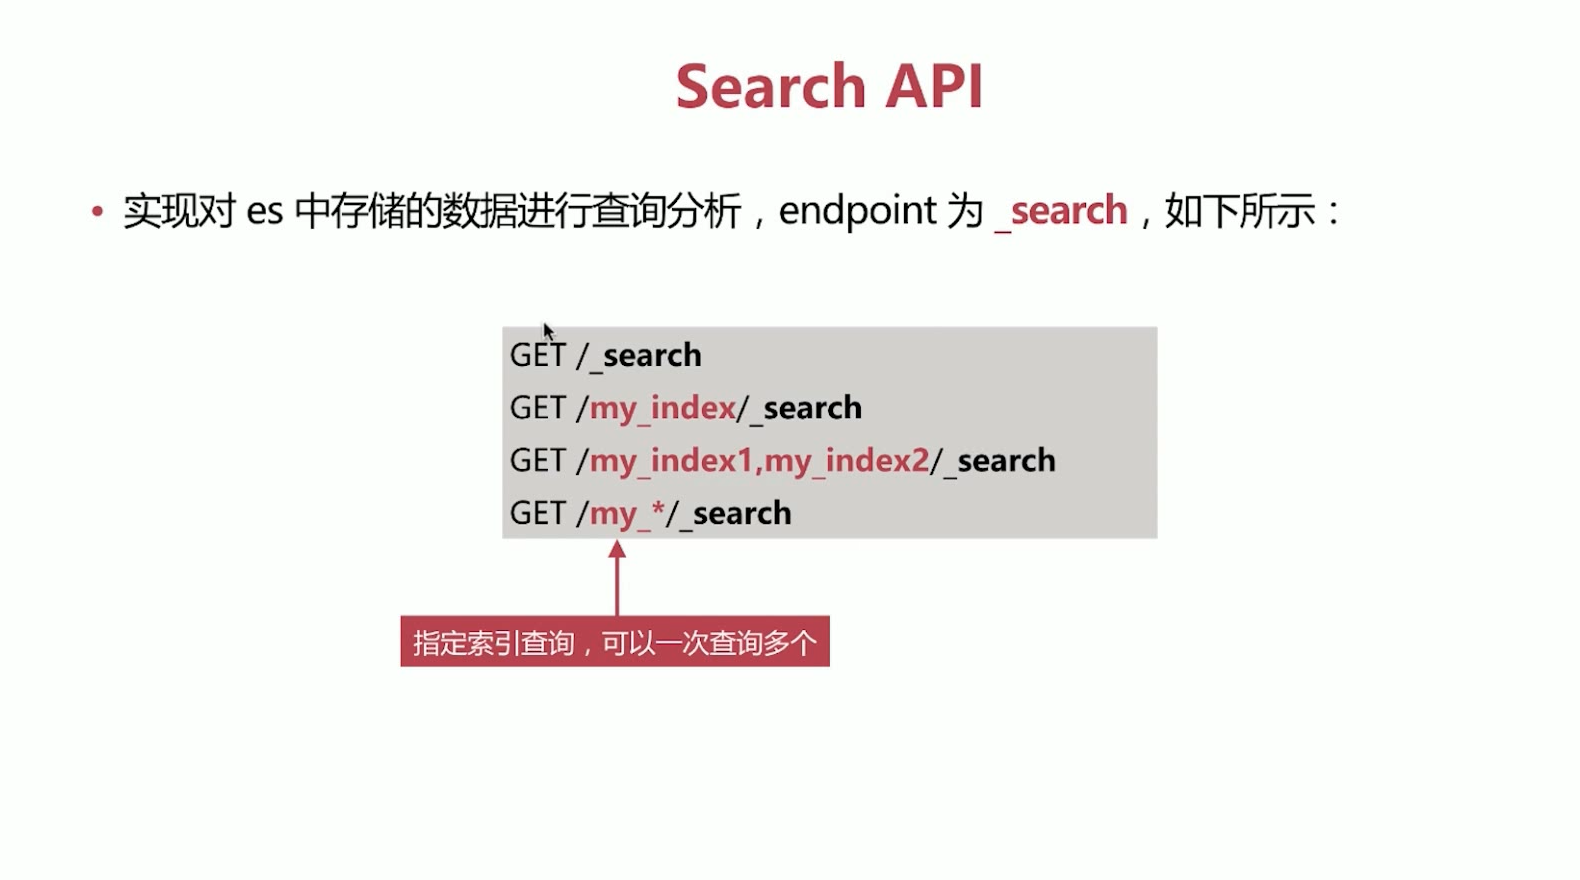 Search API
• 实现对 es 中存储的数据进行查询分析，endpoint 为 _search，如下所示：
GET /_search
GET /my_index/_search
GET /my_index1,my_index2/_search
GET /my_*/_search
指定索引查询，可以一次查询多个